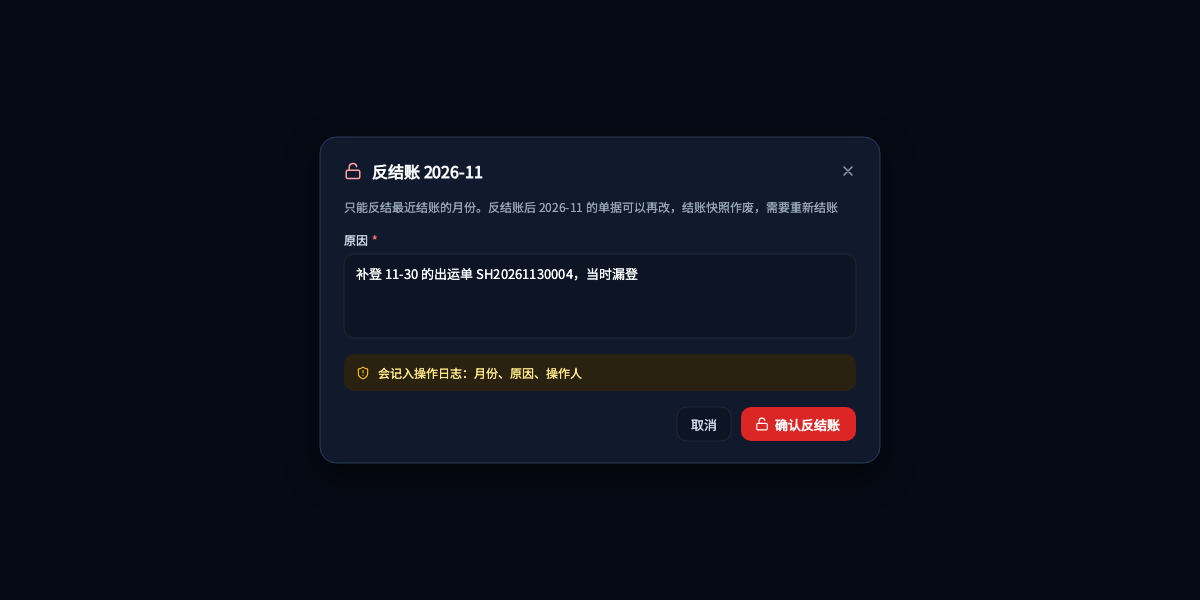 反结账 2026-11
只能反结最近结账的月份。反结账后 2026-11 的单据可以再改，结账快照作废，需要重新结账
原因 *
补登 11-30 的出运单 SH20261130004，当时漏登
会记入操作日志：月份、原因、操作人
取消
确认反结账